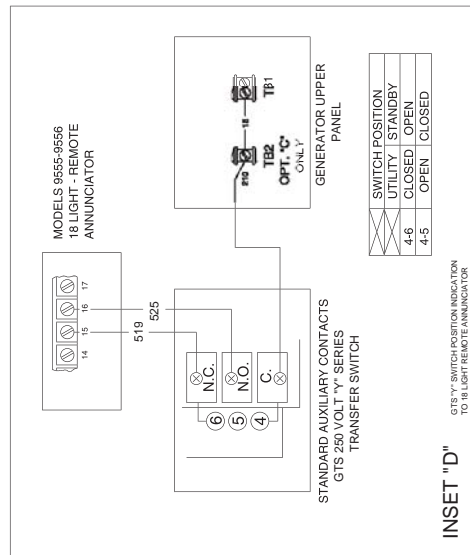 MODELS 9555-9556
18 LIGHT - REMOTE
ANNUNCIATOR
14
15
16
17
519
525
N.C.
N.O.
C.
6
5
4
STANDARD AUXILIARY CONTACTS
GTS 250 VOLT "Y" SERIES
TRANSFER SWITCH
210
18
TB2
TB1
OPT. "C"
ONLY
GENERATOR UPPER
PANEL
SWITCH POSITION
UTILITY STANDBY
4-6 CLOSED OPEN
4-5 OPEN CLOSED
INSET "D"
GTS "Y" SWITCH POSITION INDICATION
TO 18 LIGHT REMOTE ANNUNCIATOR